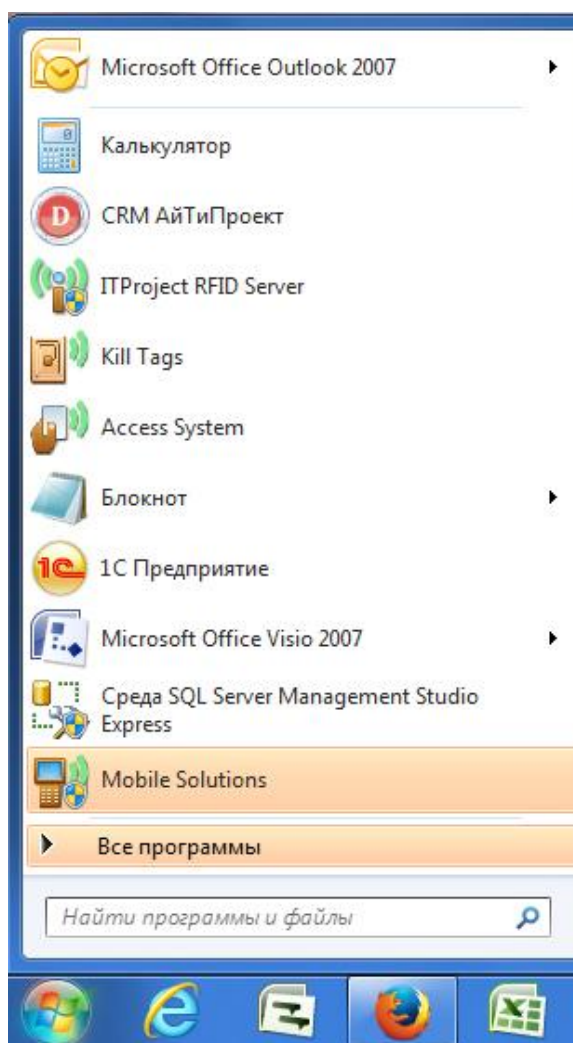 Microsoft Office Outlook 2007
Калькулятор
D
CRM АйТиПроект
ITProject RFID Server
Kill Tags
Access System
Блокнот
1С
1С Предприятие
Microsoft Office Visio 2007
Среда SQL Server Management Studio
Express
Mobile Solutions
Все программы
Найти программы и файлы